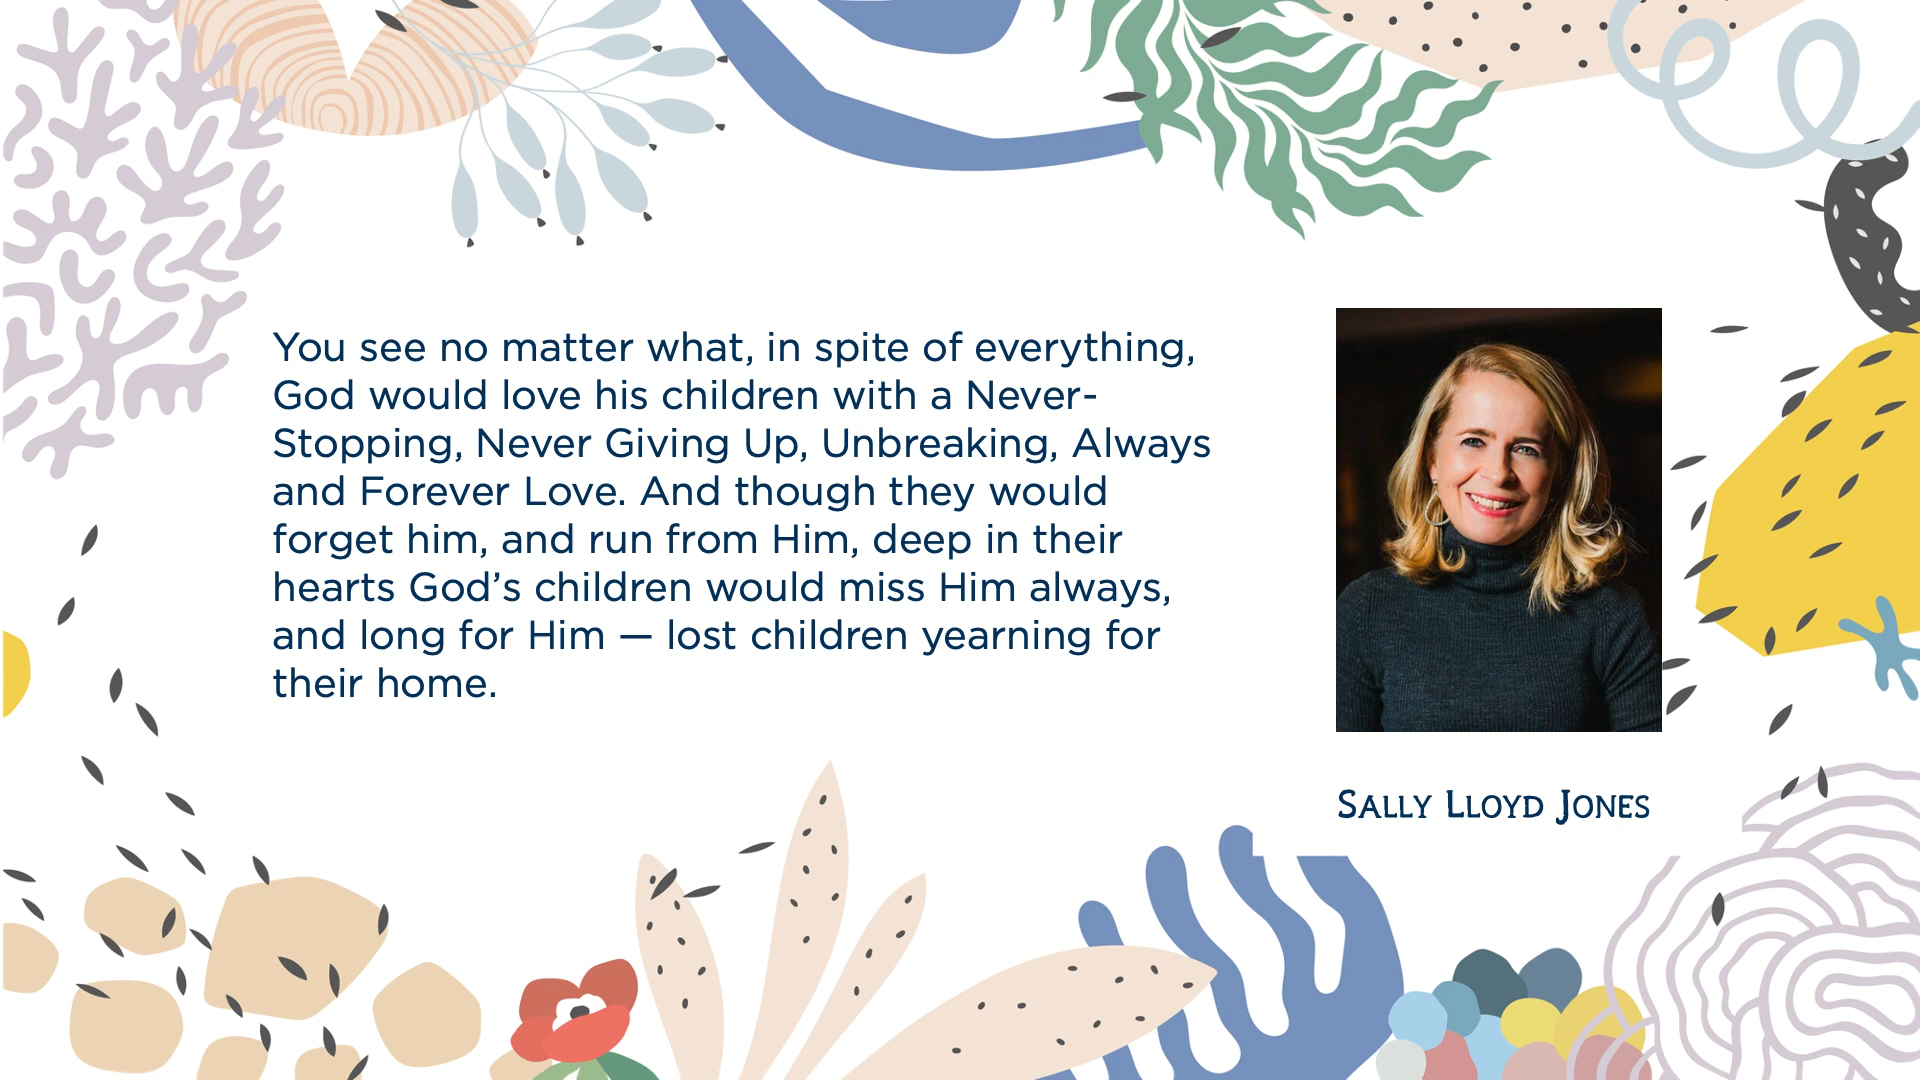 You see no matter what, in spite of everything,
God would love his children with a Never-
Stopping, Never Giving Up, Unbreaking, Always
and Forever Love. And though they would
forget him, and run from Him, deep in their
hearts God’s children would miss Him always,
and long for Him — lost children yearning for
their home.
Sally Lloyd Jones